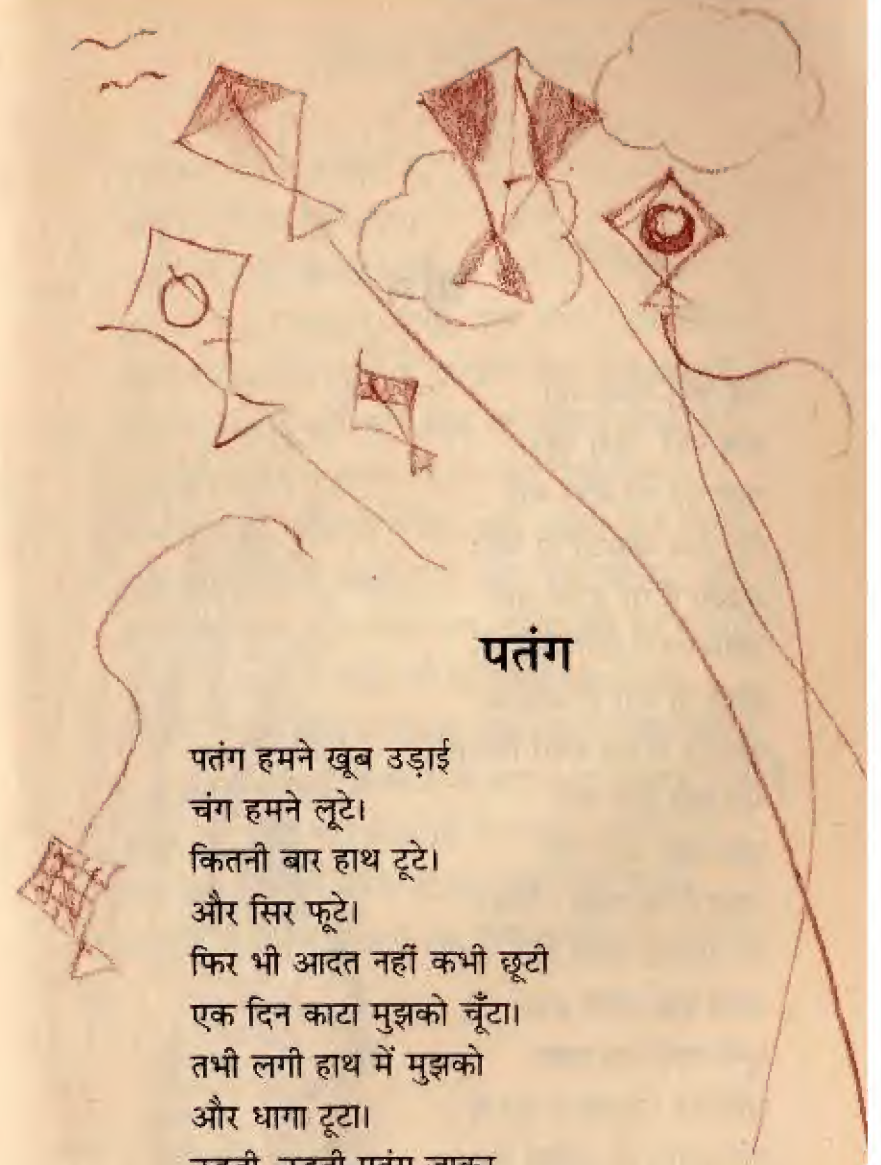 पतंग
पतंग हमने खूब उड़ाई
चंग हमने लूटे।
कितनी बार हाथ टूटे।
और सिर फूटे।
फिर भी आदत नहीं कभी छूटी
एक दिन काटा मुझको चूँटा।
तभी लगी हाथ में मुझको
और धागा टूटा।